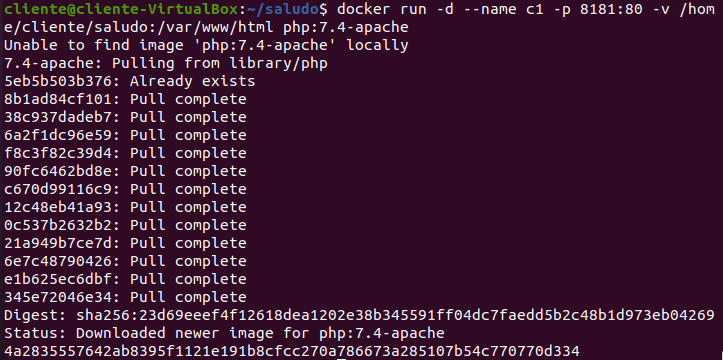 cliente@cliente-VirtualBox:~/saludo$ docker run -d --name c1 -p 8181:80 -v /hom
e/cliente/saludo:/var/www/html php:7.4-apache
Unable to find image 'php:7.4-apache' locally
7.4-apache: Pulling from library/php
5eb5b503b376: Already exists
8b1ad84cf101: Pull complete
38c937dadeb7: Pull complete
6a2f1dc96e59: Pull complete
f8c3f82c39d4: Pull complete
90fc6462bd8e: Pull complete
c670d99116c9: Pull complete
12c48eb41a93: Pull complete
0c537b2632b2: Pull complete
21a949b7ce7d: Pull complete
6e7c48790426: Pull complete
e1b625ec6dbf: Pull complete
345e72046e34: Pull complete
Digest: sha256:23d69eeef4f12618dea1202e38b345591ff04dc7faedd5b2c48b1d973eb04269
Status: Downloaded newer image for php:7.4-apache
4a2835557642ab8395f1121e191b8cfcc270a786673a285107b54c770770d334